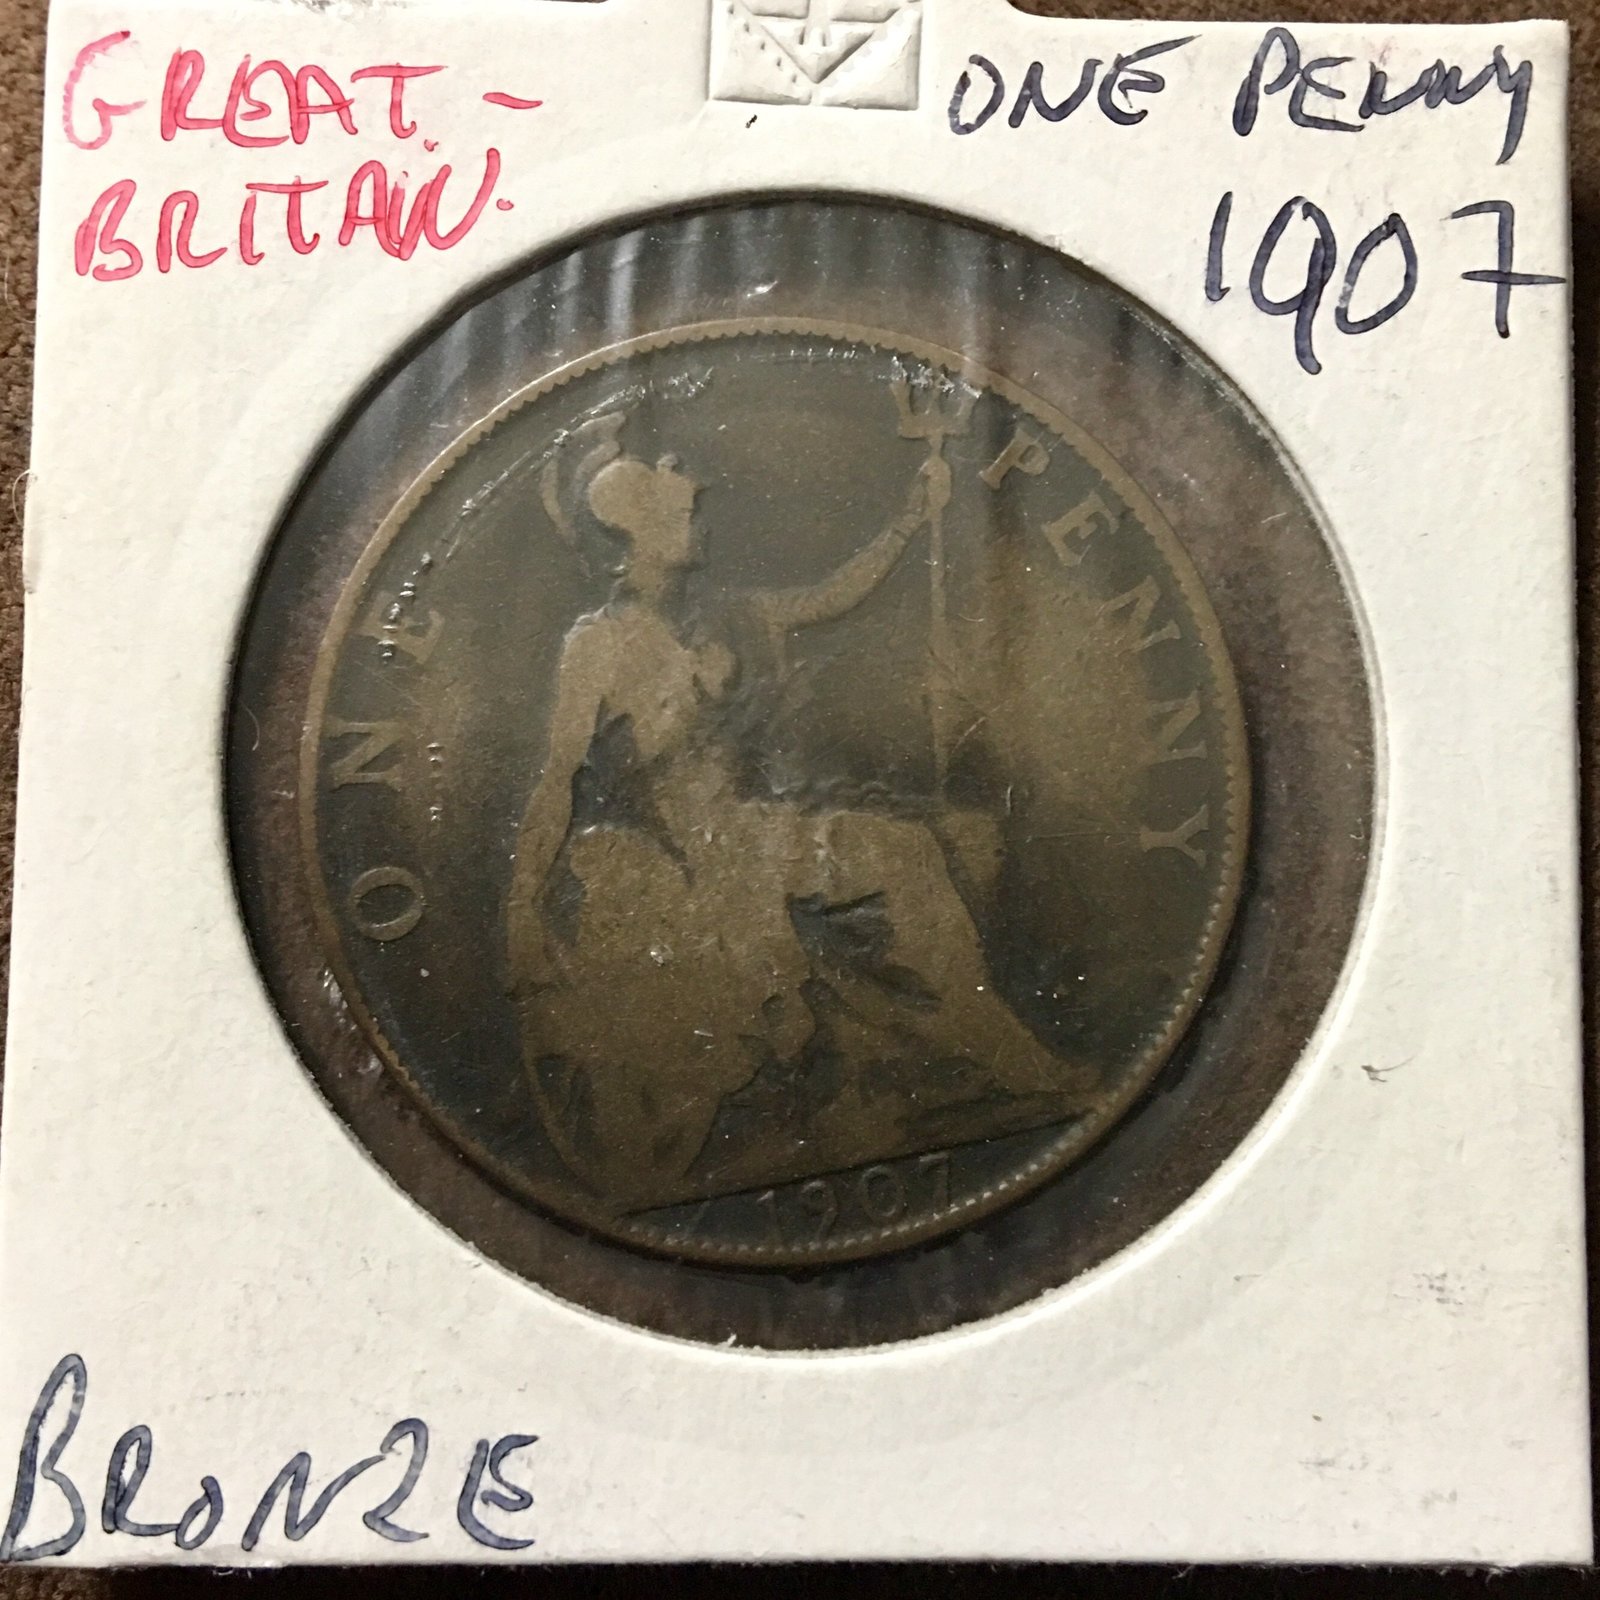 GREAT-
BRITAIN.
ONE PENNY
1907
ONE PENNY
1907
BRONZE